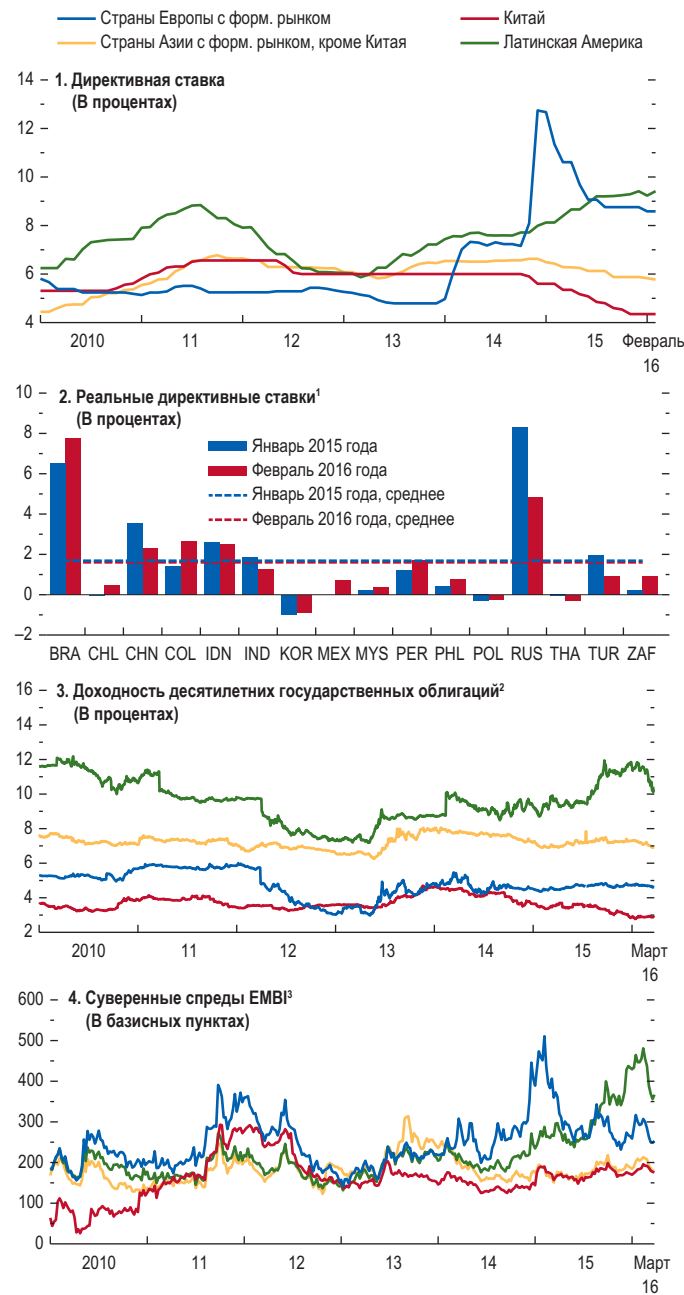 Страны Европы с форм. рынком
Китай
Страны Азии с форм. рынком, кроме Китая
Латинская Америка
1. Директивная ставка
(В процентах)
14
12
10
8
6
4
2010
11
12
13
14
15
Февраль
16
2. Реальные директивные ставки¹
(В процентах)
10
8
6
4
2
0
–2
Январь 2015 года
Февраль 2016 года
Январь 2015 года, среднее
Февраль 2016 года, среднее
BRA CHL CHN COL IDN IND KOR MEX MYS PER PHL POL RUS THA TUR ZAF
3. Доходность десятилетних государственных облигаций²
(В процентах)
16
14
12
10
8
6
4
2
2010
11
12
13
14
15
Март
16
4. Суверенные спреды EMBI³
(В базисных пунктах)
600
500
400
300
200
100
0
2010
11
12
13
14
15
Март
16